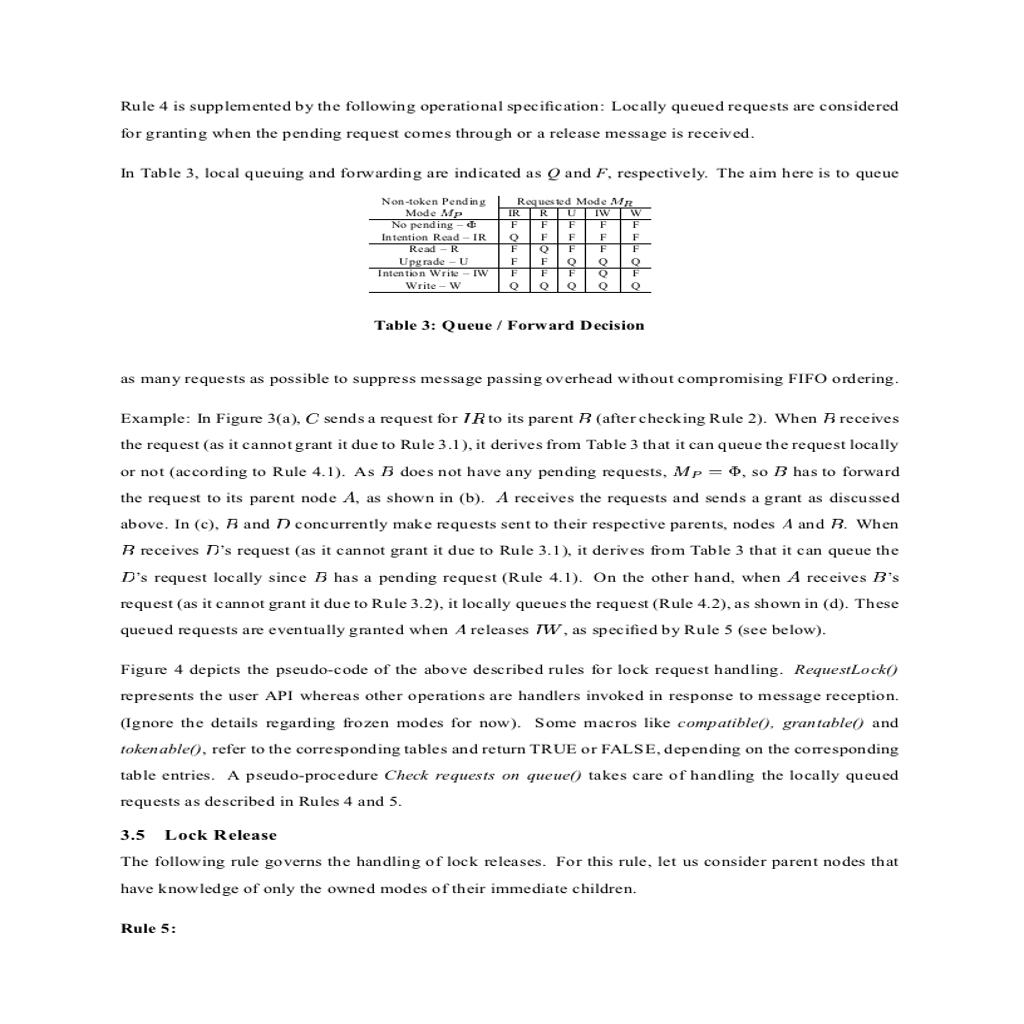 Rule 4 is supplemented by the following operational specification: Locally queued requests are considered
for granting when the pending request comes through or a release message is received.
In Table 3, local queuing and forwarding are indicated as Q and F, respectively. The aim here is to queue
Non-token Pending Requested Mode M_R
Mode M_P IR R U IW W
No pending – Φ F F F F F
Intention Read – IR Q F F F F
Read – R F Q F F F
Upgrade – U F F Q Q Q
Intention Write – IW F F F Q F
Write – W Q Q Q Q Q
Table 3: Queue / Forward Decision
as many requests as possible to suppress message passing overhead without compromising FIFO ordering.
Example: In Figure 3(a), C sends a request for IR to its parent B (after checking Rule 2). When B receives
the request (as it cannot grant it due to Rule 3.1), it derives from Table 3 that it can queue the request locally
or not (according to Rule 4.1). As B does not have any pending requests, M_P = Φ, so B has to forward
the request to its parent node A, as shown in (b). A receives the requests and sends a grant as discussed
above. In (c), B and D concurrently make requests sent to their respective parents, nodes A and B. When
B receives D's request (as it cannot grant it due to Rule 3.1), it derives from Table 3 that it can queue the
D's request locally since B has a pending request (Rule 4.1). On the other hand, when A receives B's
request (as it cannot grant it due to Rule 3.2), it locally queues the request (Rule 4.2), as shown in (d). These
queued requests are eventually granted when A releases IW, as specified by Rule 5 (see below).
Figure 4 depicts the pseudo-code of the above described rules for lock request handling. RequestLock()
represents the user API whereas other operations are handlers invoked in response to message reception.
(Ignore the details regarding frozen modes for now). Some macros like compatible(), grantable() and
tokenable(), refer to the corresponding tables and return TRUE or FALSE, depending on the corresponding
table entries. A pseudo-procedure Check requests on queue() takes care of handling the locally queued
requests as described in Rules 4 and 5.
3.5 Lock Release
The following rule governs the handling of lock releases. For this rule, let us consider parent nodes that
have knowledge of only the owned modes of their immediate children.
Rule 5: